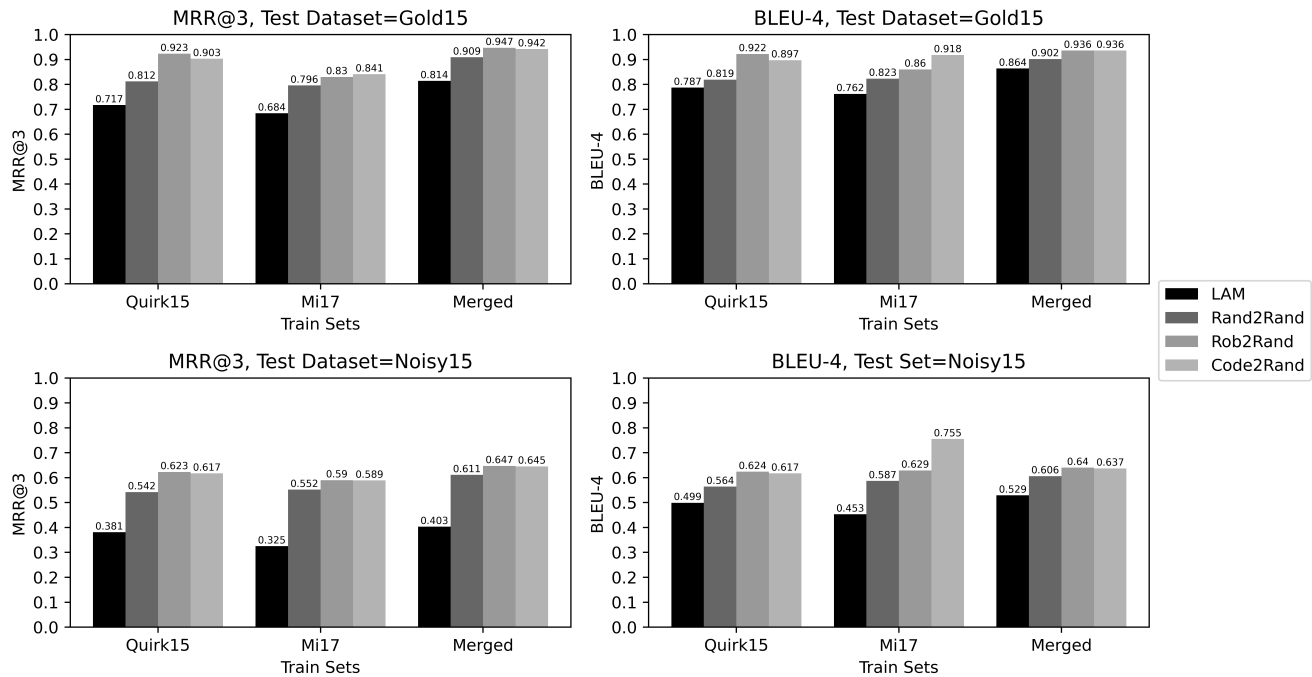 MRR@3, Test Dataset=Gold15
MRR@3
1.0
0.9
0.8
0.7
0.6
0.5
0.4
0.3
0.2
0.1
0.0
0.717 0.812 0.923 0.903
0.684 0.796 0.83 0.841
0.814 0.909 0.947 0.942
Quirk15 Mi17 Merged
Train Sets
BLEU-4, Test Dataset=Gold15
BLEU-4
1.0
0.9
0.8
0.7
0.6
0.5
0.4
0.3
0.2
0.1
0.0
0.787 0.819 0.922 0.897
0.762 0.823 0.86 0.918
0.864 0.902 0.936 0.936
Quirk15 Mi17 Merged
Train Sets
LAM
Rand2Rand
Rob2Rand
Code2Rand
MRR@3, Test Dataset=Noisy15
MRR@3
1.0
0.9
0.8
0.7
0.6
0.5
0.4
0.3
0.2
0.1
0.0
0.381 0.542 0.623 0.617
0.325 0.552 0.59 0.589
0.403 0.611 0.647 0.645
Quirk15 Mi17 Merged
Train Sets
BLEU-4, Test Set=Noisy15
BLEU-4
1.0
0.9
0.8
0.7
0.6
0.5
0.4
0.3
0.2
0.1
0.0
0.499 0.564 0.624 0.617
0.453 0.587 0.629 0.755
0.529 0.606 0.64 0.637
Quirk15 Mi17 Merged
Train Sets